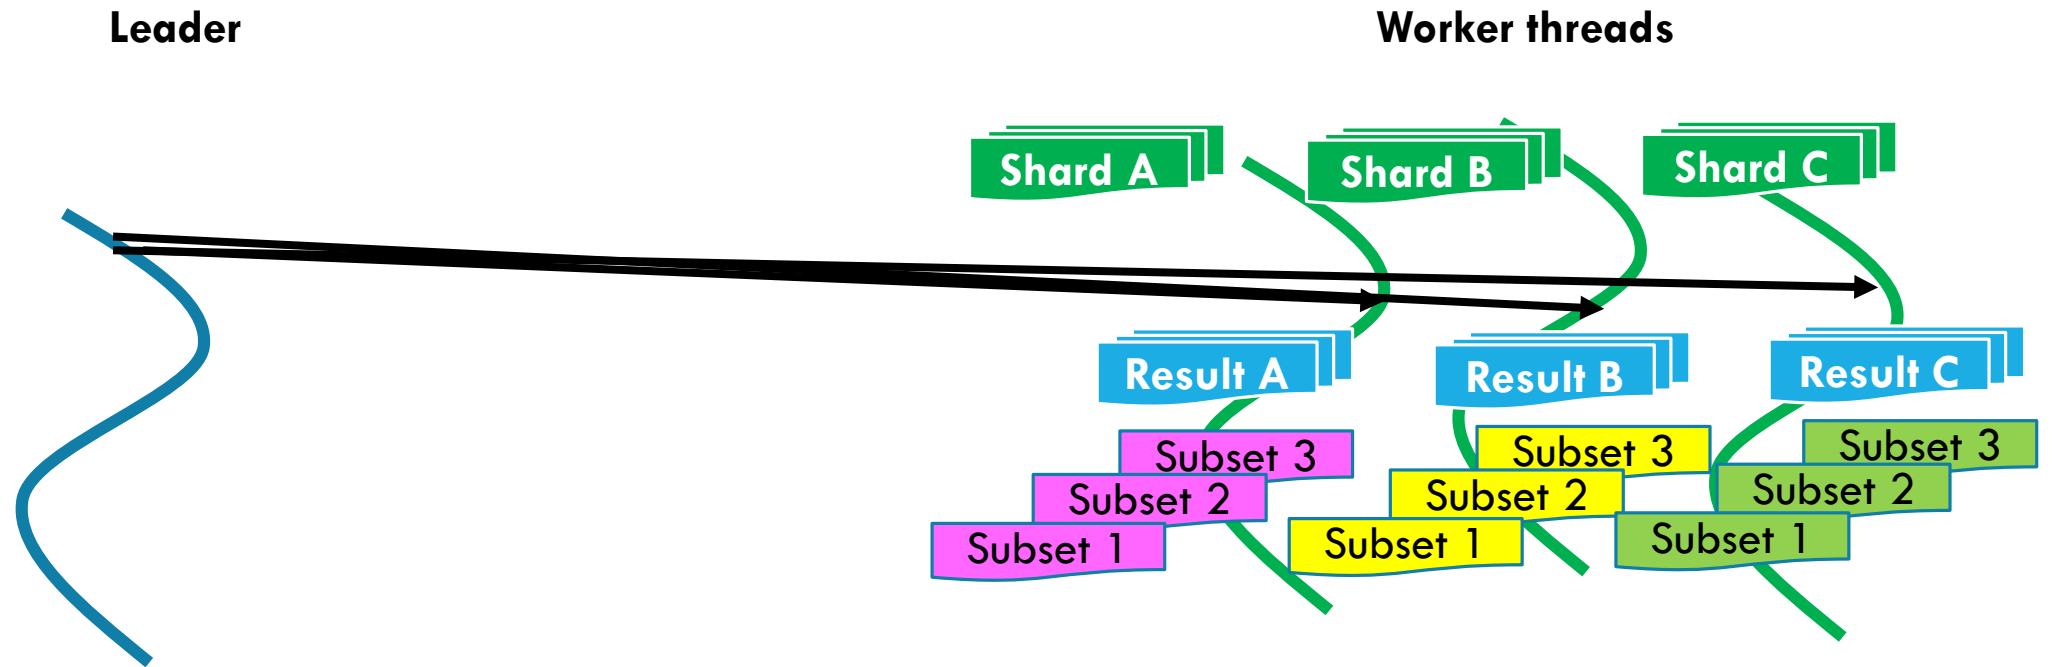 Leader
Worker threads
Shard A
Shard B
Shard C
Result A
Result B
Result C
Subset 3
Subset 2
Subset 1
Subset 3
Subset 2
Subset 1
Subset 3
Subset 2
Subset 1